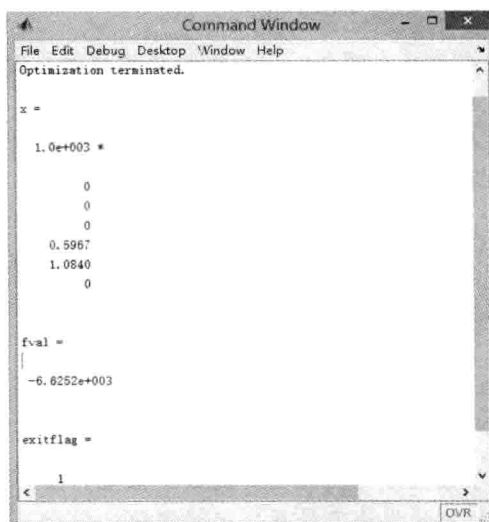 Command Window
File Edit Debug Desktop Window Help
Optimization terminated.
x =
1.0e+003 *
0
0
0
0.5967
1.0840
0
fval =
-6.6252e+003
exitflag =
1
OVR